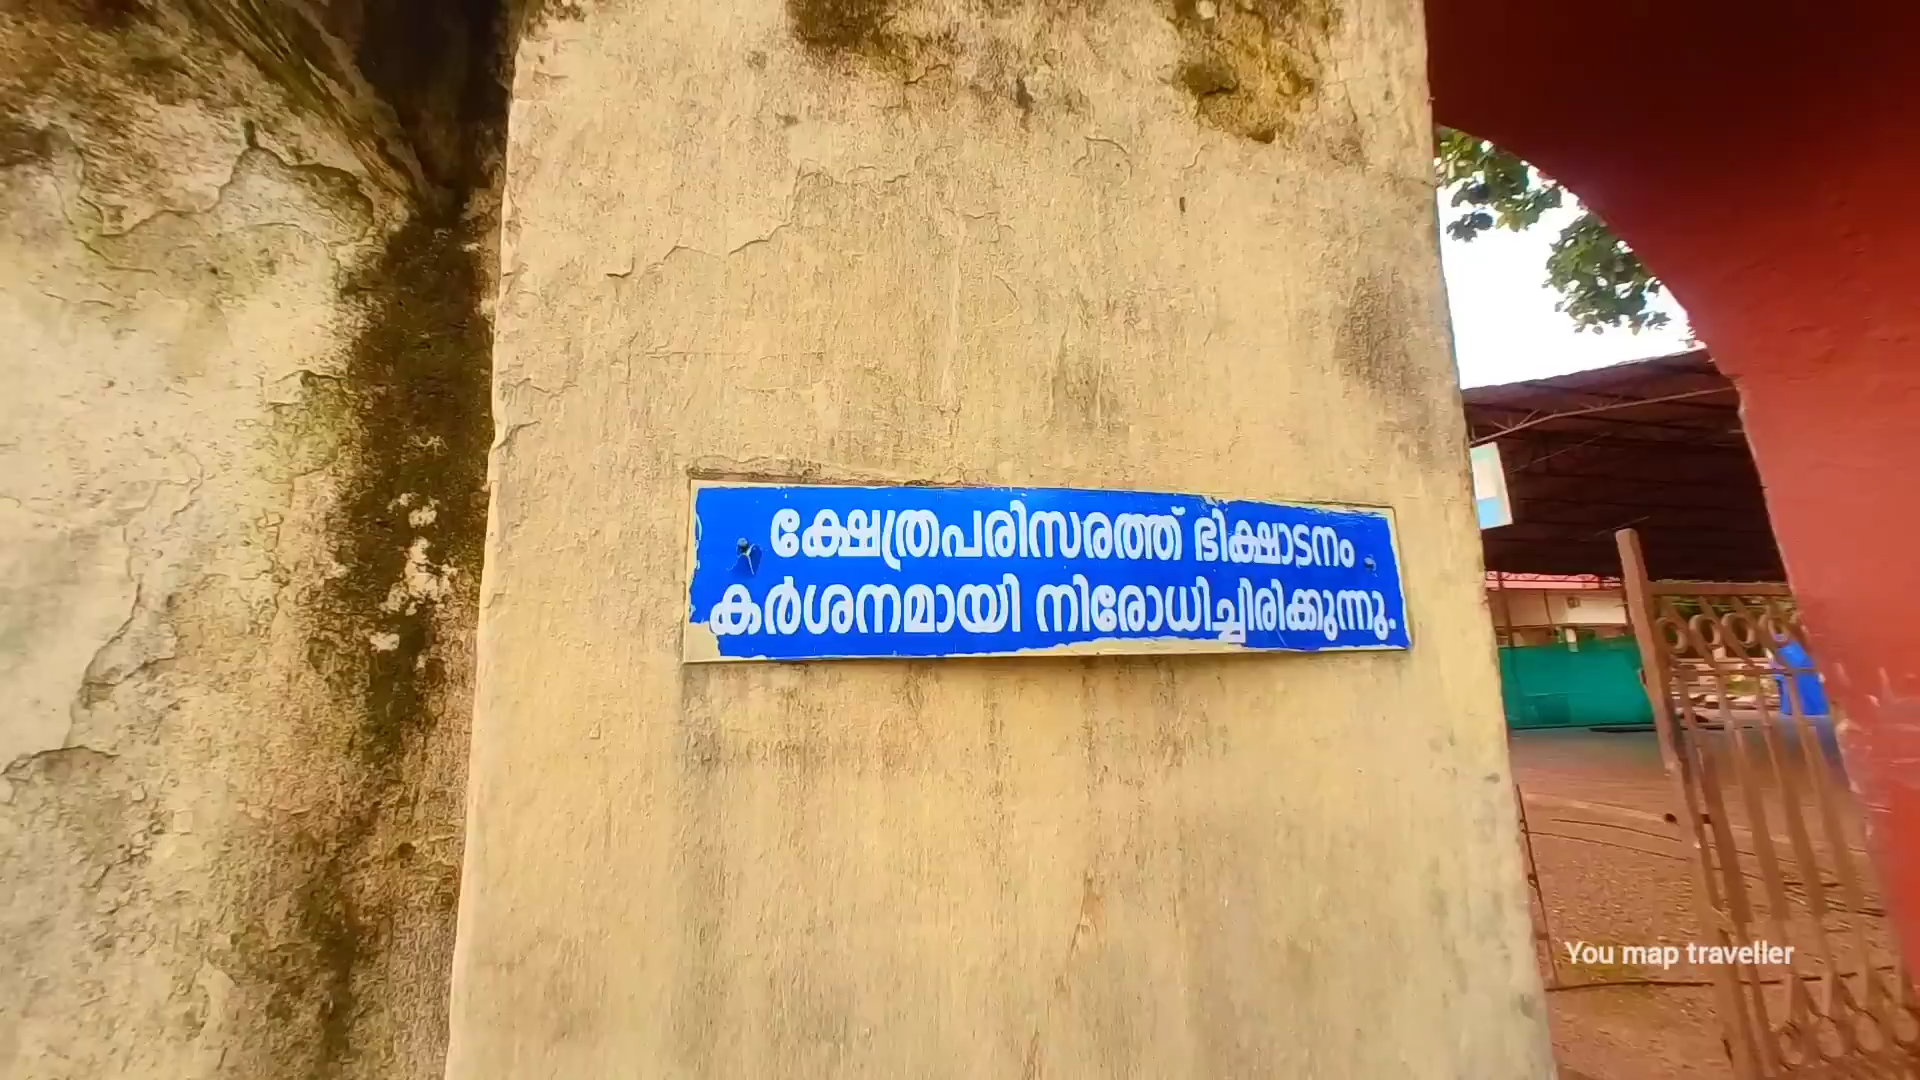 ക്ഷേത്രപരിസരത്ത് ഭിക്ഷാടനം
കർശനമായി നിരോധിച്ചിരിക്കുന്നു.
You map traveller